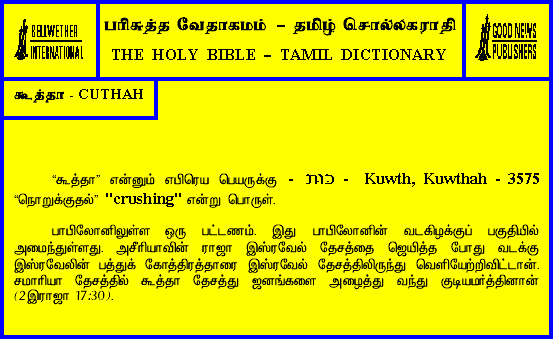 BELLWETHER
INTERNATIONAL
பரிசுத்த வேதாகமம் – தமிழ் சொல்லகராதி
THE HOLY BIBLE – TAMIL DICTIONARY
GOOD NEWS
PUBLISHERS
கூத்தா - CUTHAH
“கூத்தா” என்னும் எபிரெய பெயருக்கு - כות - Kuwth, Kuwthah - 3575
“நொறுக்குதல்” "crushing" என்று பொருள்.
பாபிலோனிலுள்ள ஒரு பட்டணம். இது பாபிலோனின் வடகிழக்குப் பகுதியில்
அமைந்துள்ளது. அசீரியாவின் ராஜா இஸ்ரவேல் தேசத்தை ஜெயித்த போது வடக்கு
இஸ்ரவேலின் பத்துக் கோத்திரத்தாரை இஸ்ரவேல் தேசத்திலிருந்து வெளியேற்றிவிட்டான்.
சமாரியா தேசத்தில் கூத்தா தேசத்து ஜனங்களை அழைத்து வந்து குடியமர்த்தினான்
(2இராஜா 17:30).